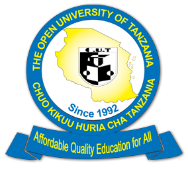 THE OPEN UNIVERSITY OF TANZANIA
O.U.T
Since 1992
CHUO KIKUU HURIA CHA TANZANIA
Affordable Quality Education for All